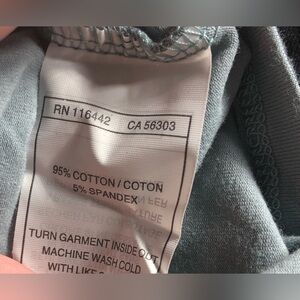 RN 116442 CA 56303
95% COTTON / COTON
5% SPANDEX
TURN GARMENT INSIDE OUT
MACHINE WASH COLD
WITH LIKE